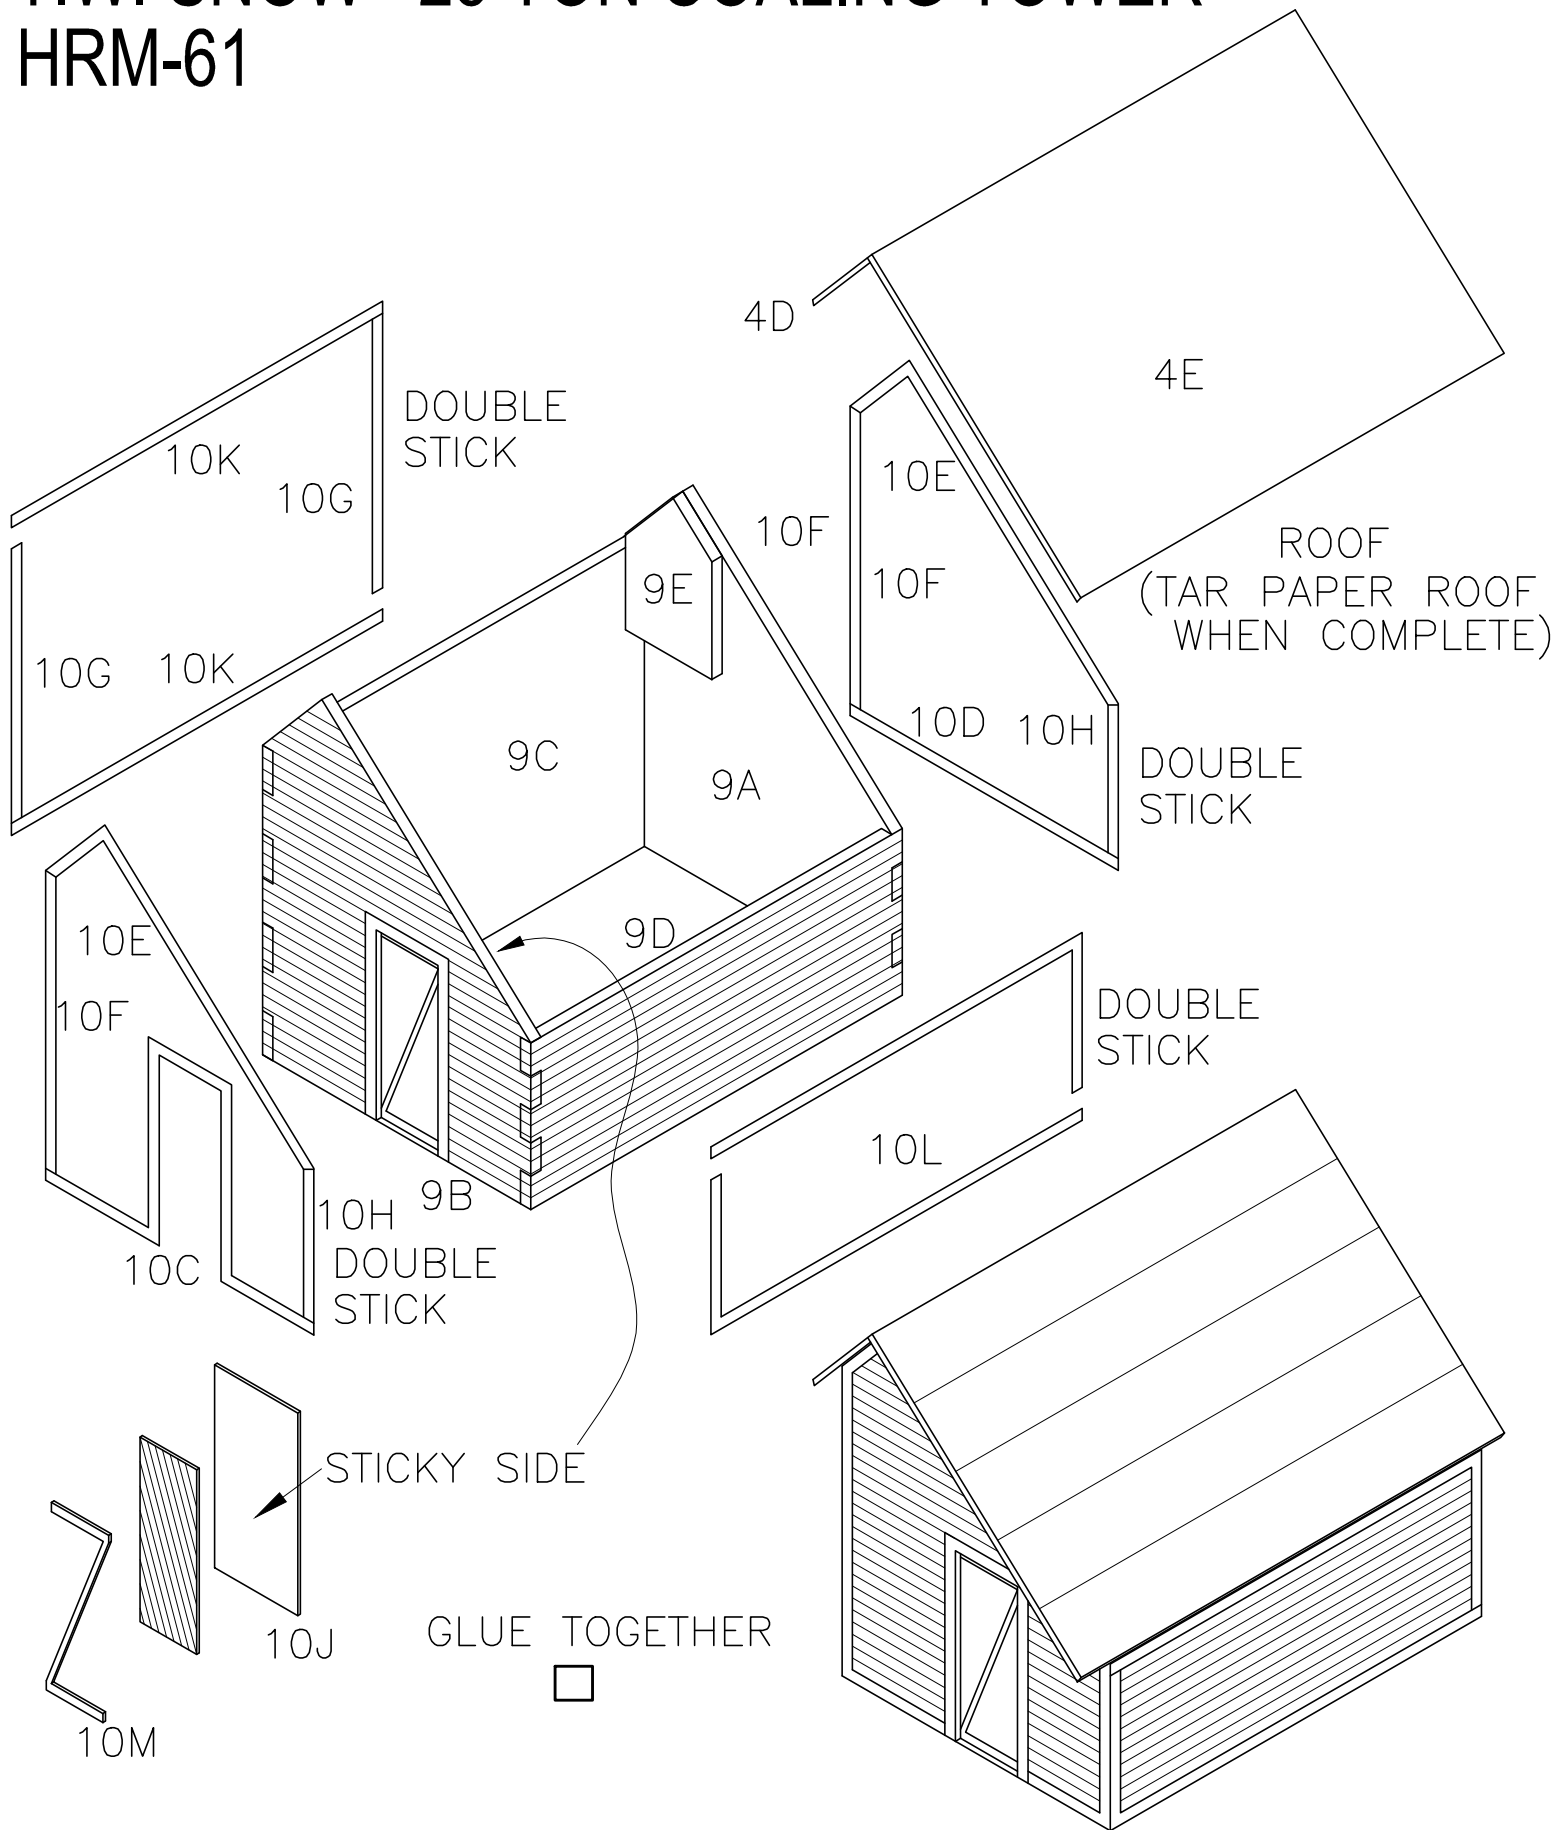 HRM-61
4D
4E
DOUBLE
STICK
10K
10G
10E
10F
ROOF
(TAR PAPER ROOF
WHEN COMPLETE)
9E
10F
10G
10K
10D
10H
9C
9A
DOUBLE
STICK
9D
10E
10F
DOUBLE
STICK
10L
9B
10H
10C
DOUBLE
STICK
STICKY SIDE
GLUE TOGETHER
10J
10M